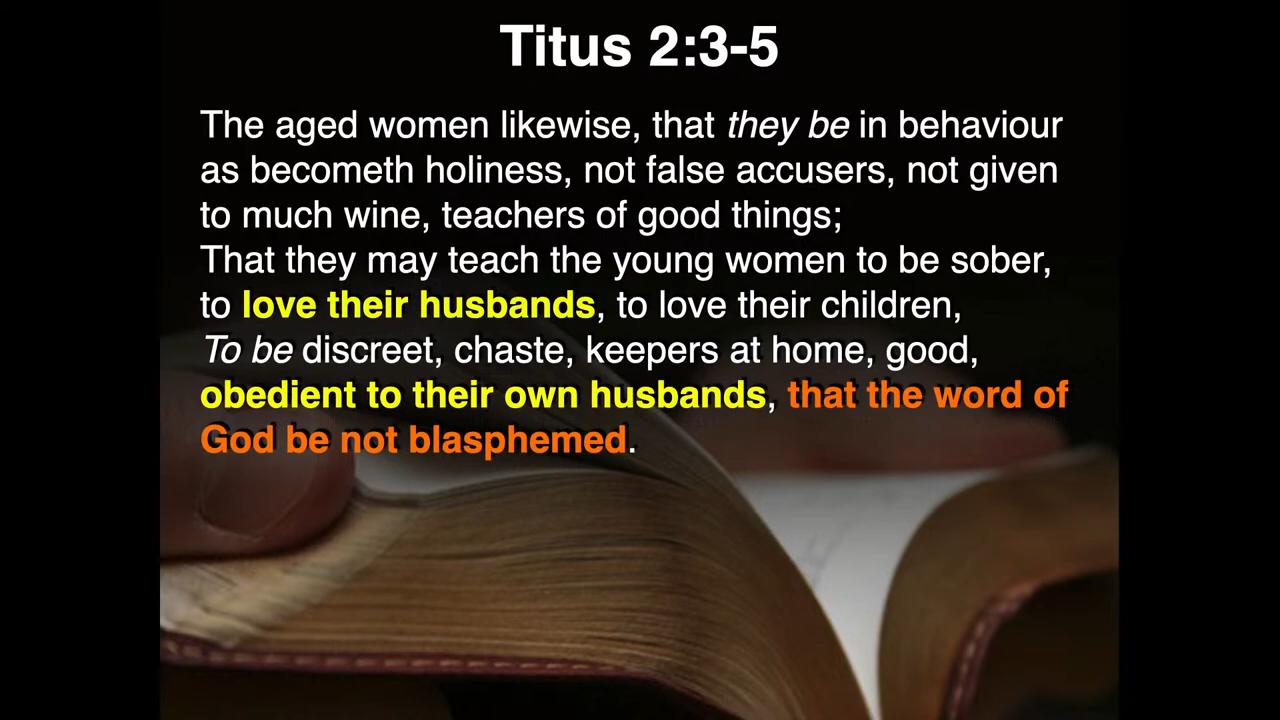 Titus 2:3-5
The aged women likewise, that they be in behaviour
as becometh holiness, not false accusers, not given
to much wine, teachers of good things;
That they may teach the young women to be sober,
to love their husbands, to love their children,
To be discreet, chaste, keepers at home, good,
obedient to their own husbands, that the word of
God be not blasphemed.